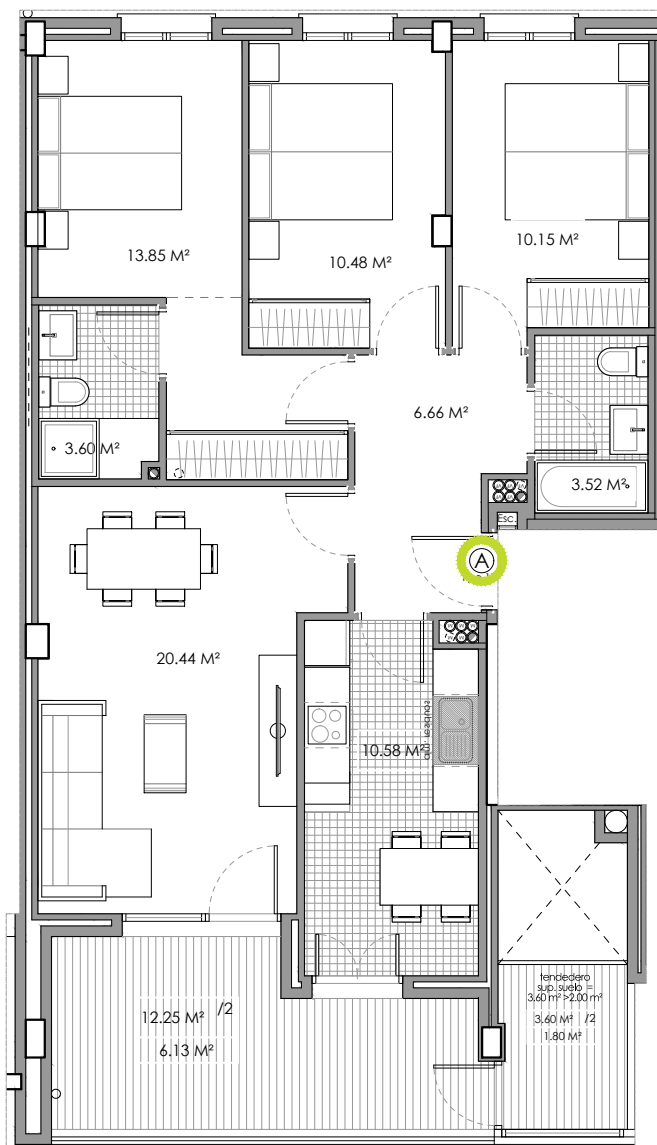 13.85 M²
10.48 M²
10.15 M²
6.66 M²
3.60 M²
3.52 M²
ESC.
A
20.44 M²
10.58 M²
12.25 M² /2
6.13 M²
tendedero
sup. suelo =
3.60 m² >2.00 m²
3.60 M² /2
1.80 M²